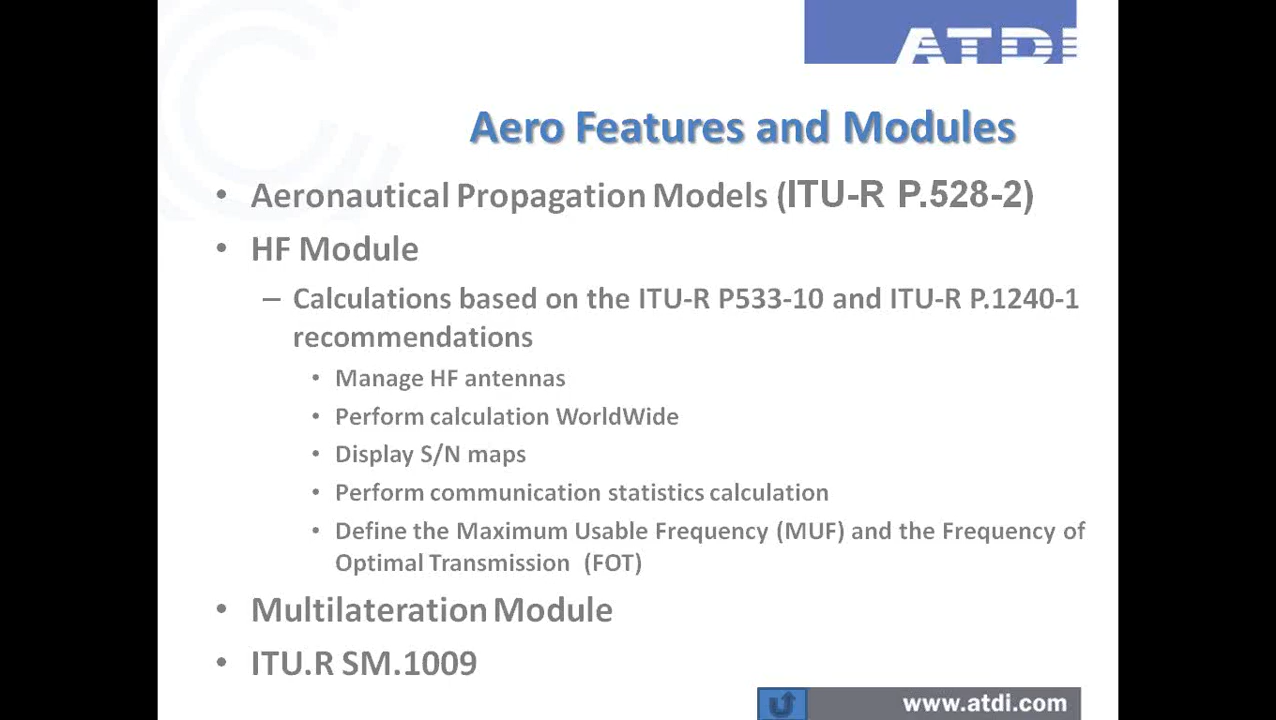 ATDI
Aero Features and Modules
• Aeronautical Propagation Models (ITU-R P.528-2)
• HF Module
– Calculations based on the ITU-R P533-10 and ITU-R P.1240-1
recommendations
• Manage HF antennas
• Perform calculation WorldWide
• Display S/N maps
• Perform communication statistics calculation
• Define the Maximum Usable Frequency (MUF) and the Frequency of
Optimal Transmission (FOT)
• Multilateration Module
• ITU.R SM.1009
www.atdi.com